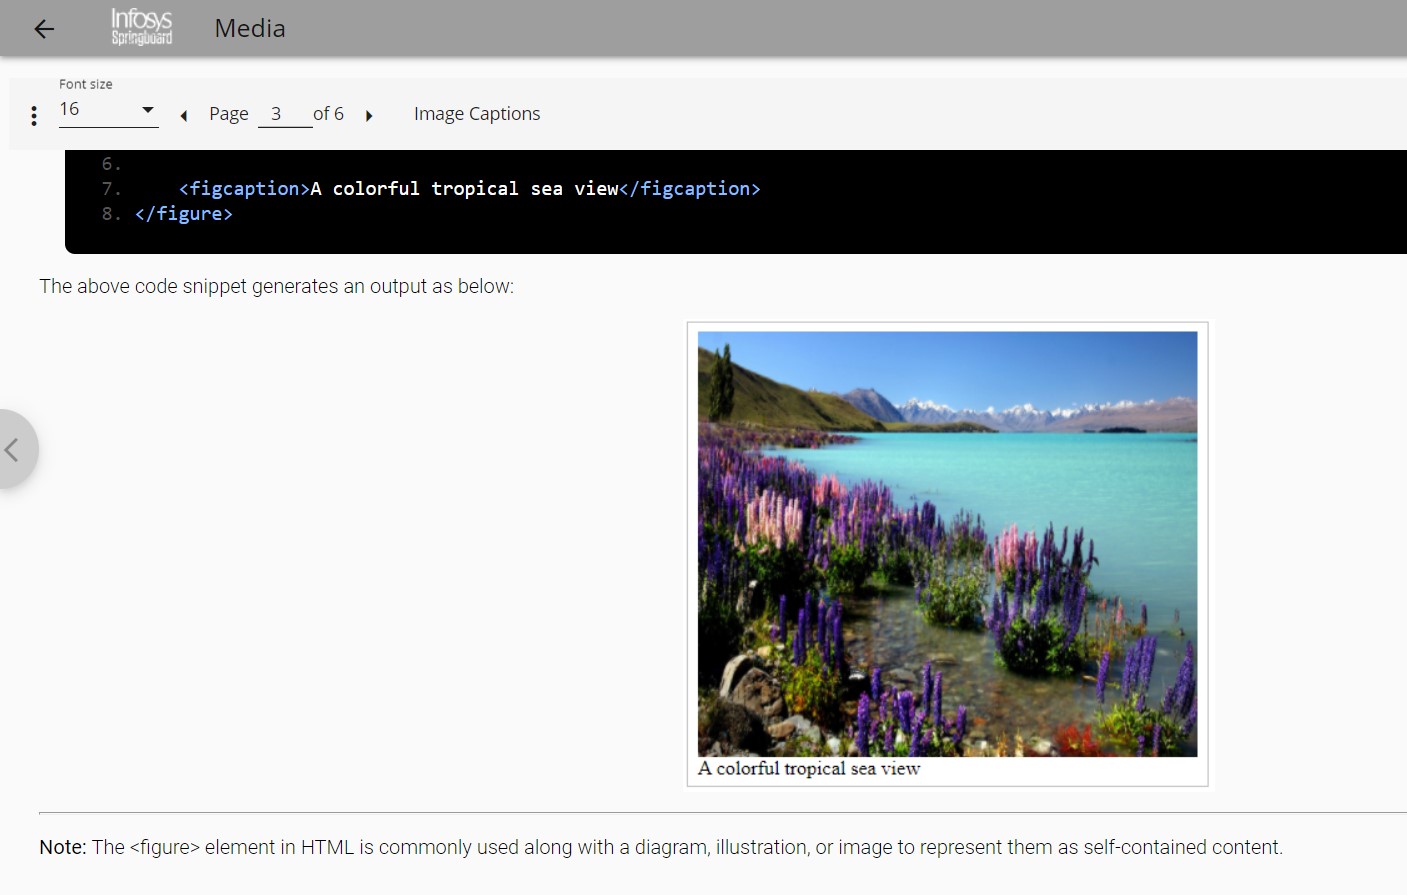 Infosys
Springboard
Media
Font size
16
Page 3 of 6
Image Captions
6.
7. <figcaption>A colorful tropical sea view</figcaption>
8. </figure>
The above code snippet generates an output as below:
A colorful tropical sea view
Note: The <figure> element in HTML is commonly used along with a diagram, illustration, or image to represent them as self-contained content.